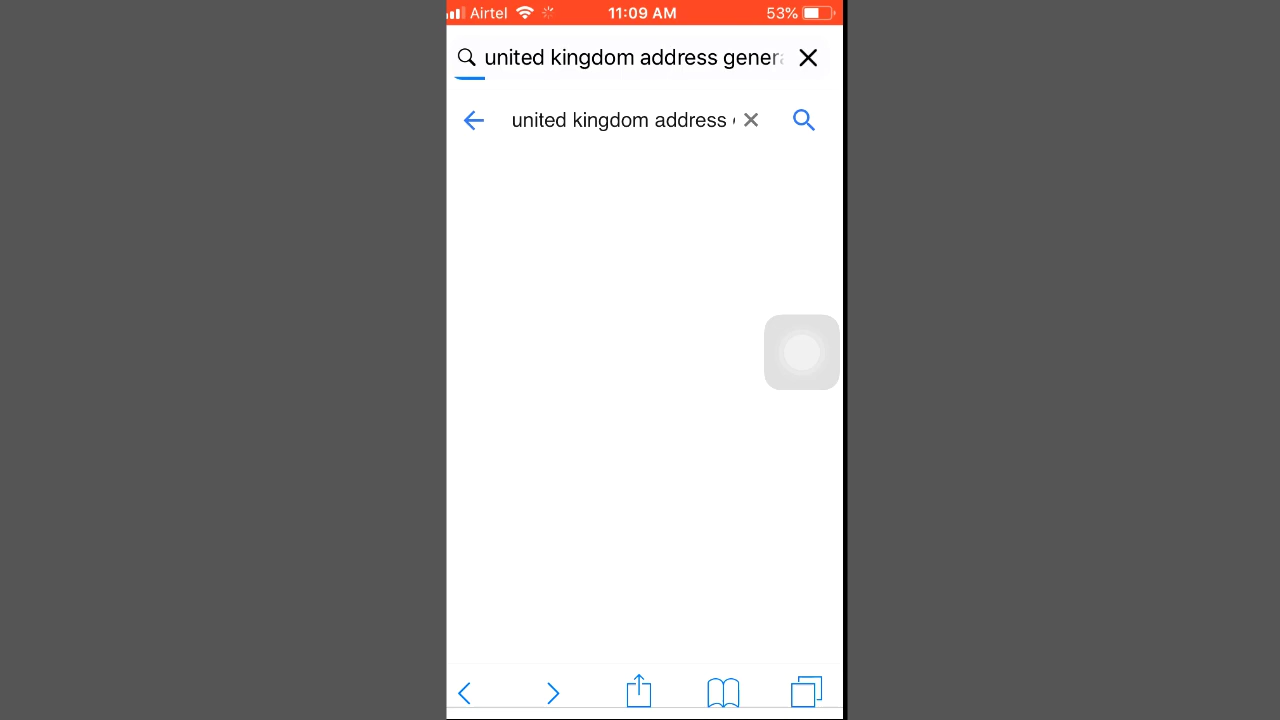 Airtel 11:09 AM 53%
united kingdom address gener
united kingdom address